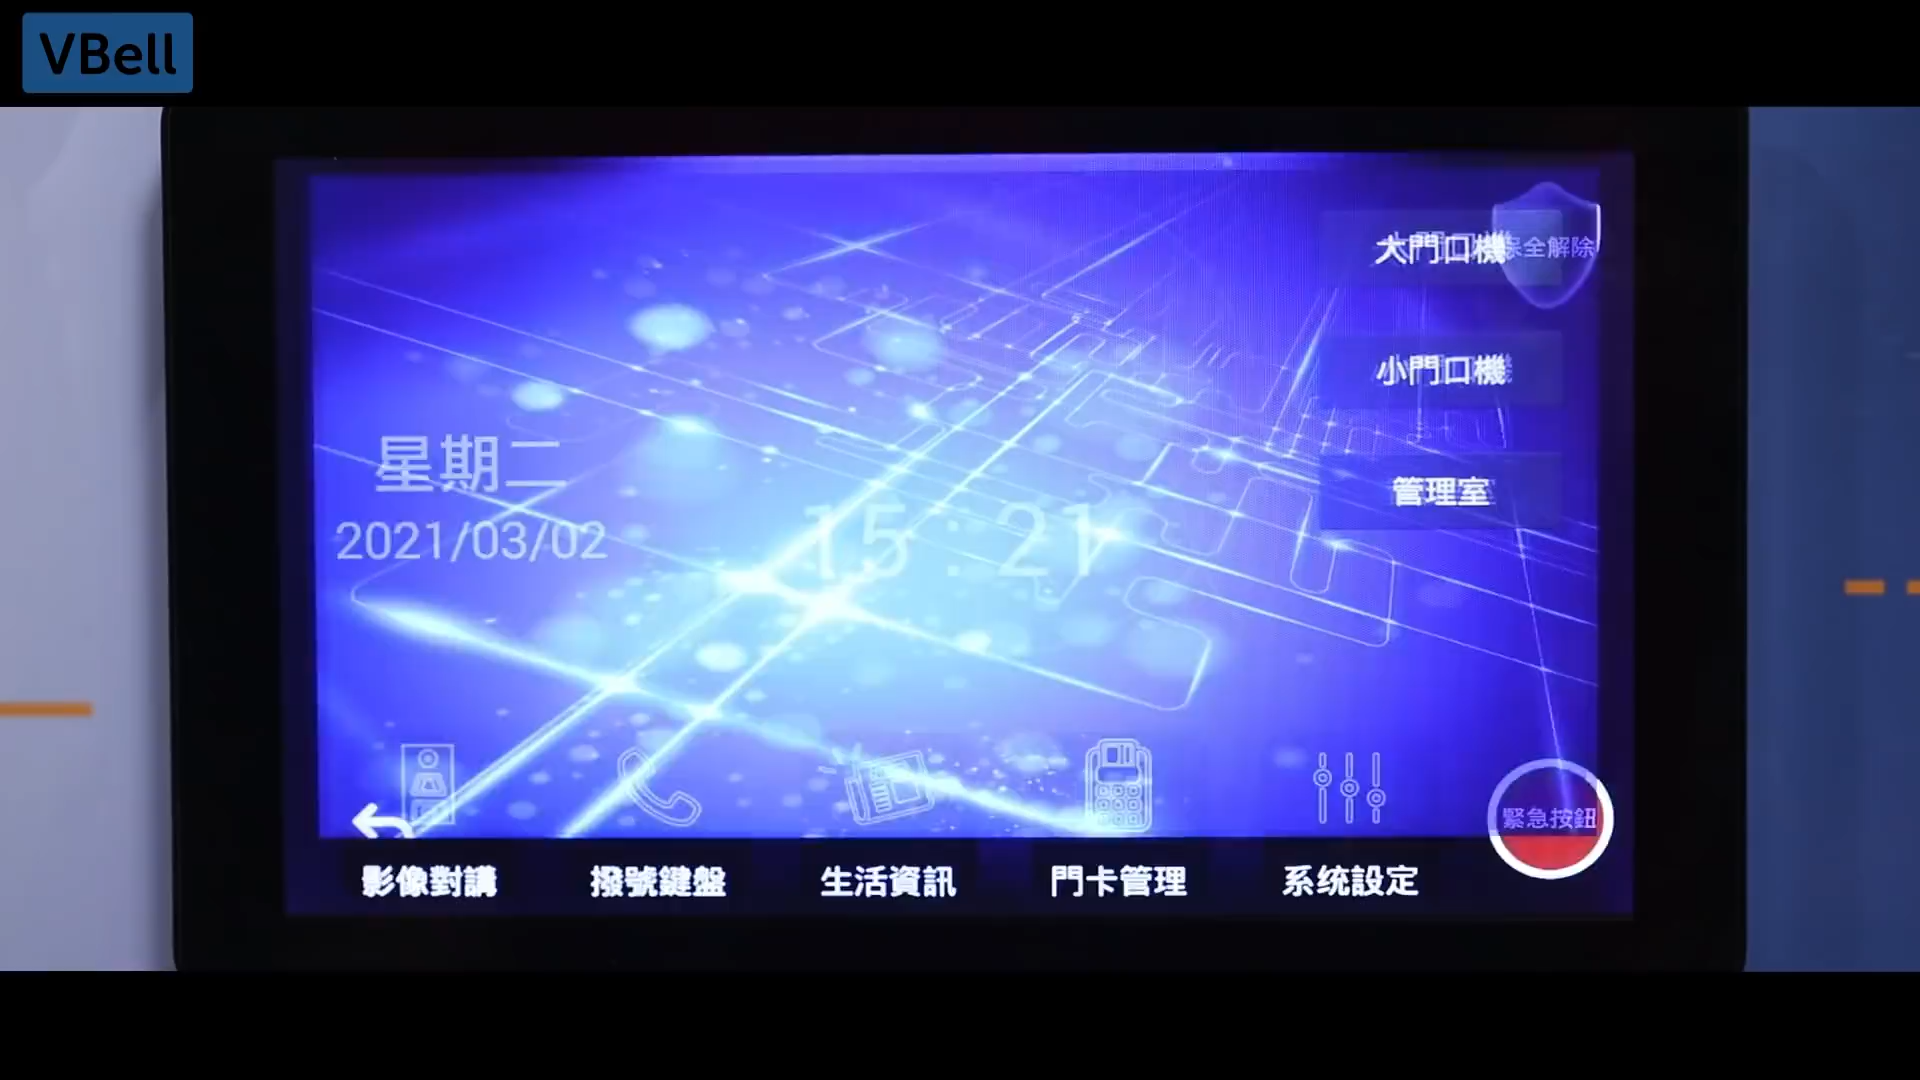 VBell
大門口機
保全解除
小門口機
星期二
管理室
2021/03/02
15 : 21
緊急按鈕
影像對講
撥號鍵盤
生活資訊
門卡管理
系统設定